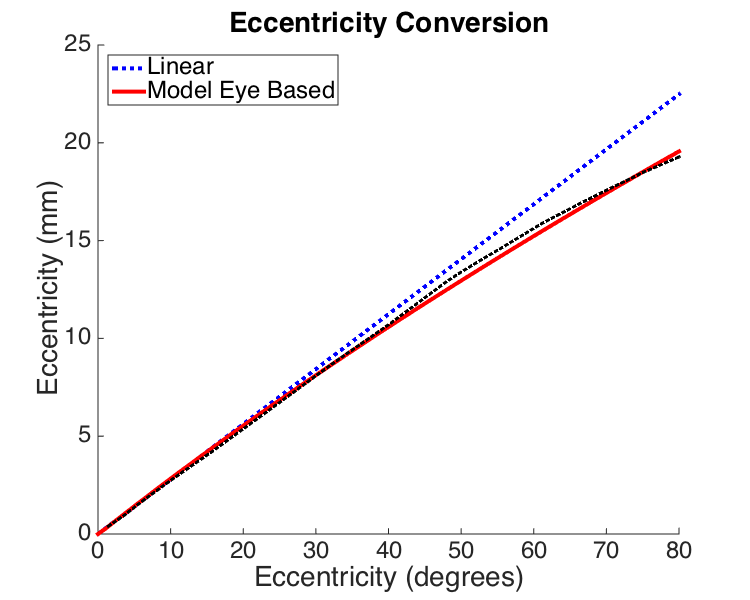 Eccentricity Conversion
Linear
Model Eye Based
Eccentricity (mm)
25
20
15
10
5
0
0 10 20 30 40 50 60 70 80
Eccentricity (degrees)